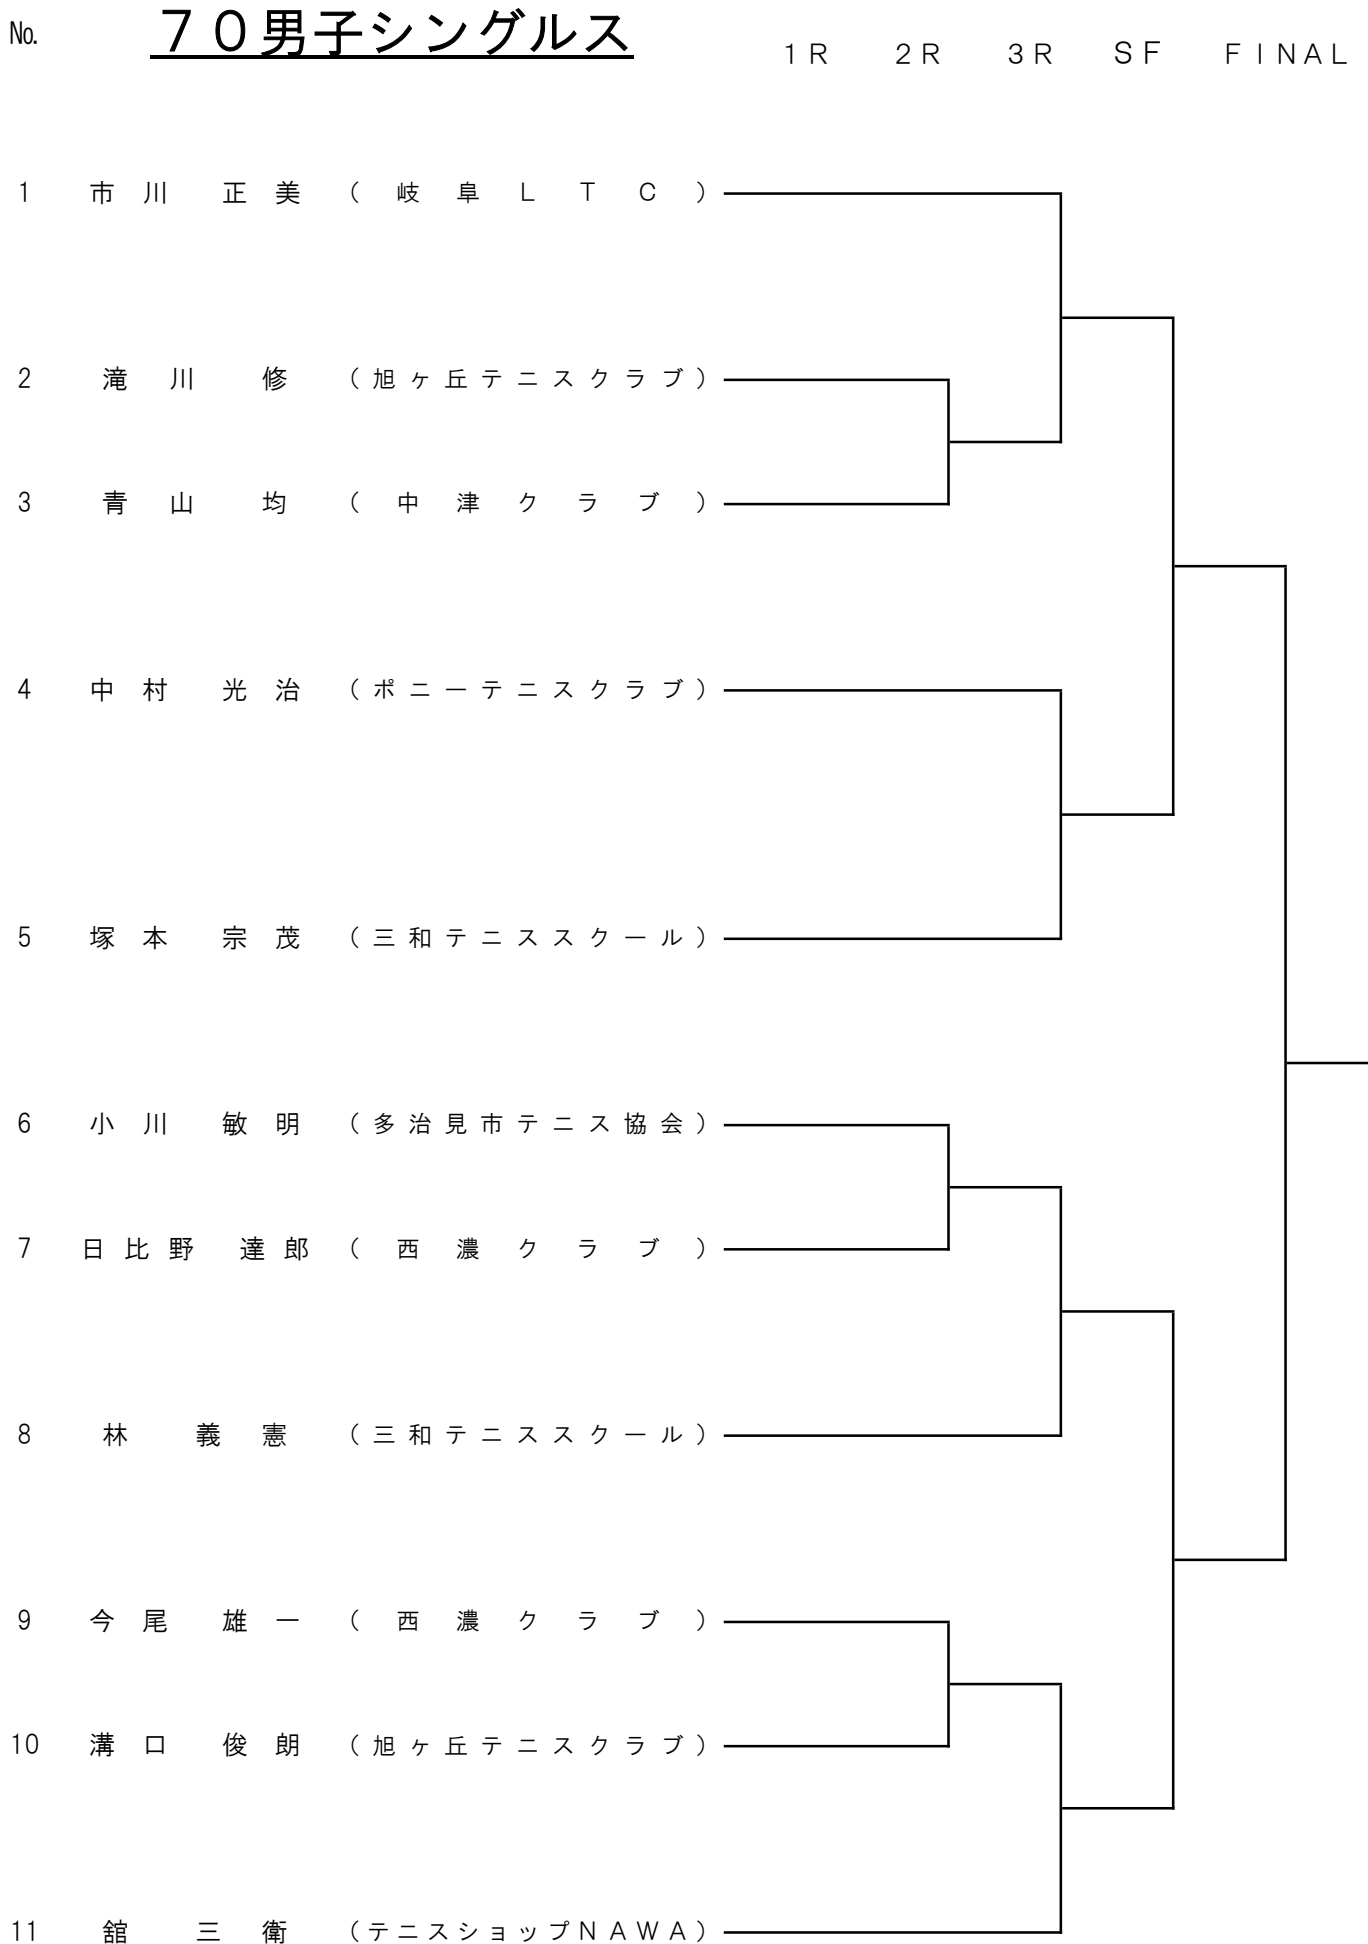 No. ７０男子シングルス １Ｒ ２Ｒ ３Ｒ ＳＦ ＦＩＮＡＬ
1 市川 正美 （岐阜ＬＴＣ）
2 滝川 修 （旭ヶ丘テニスクラブ）
3 青山 均 （中津クラブ）
4 中村 光治 （ポニーテニスクラブ）
5 塚本 宗茂 （三和テニススクール）
6 小川 敏明 （多治見市テニス協会）
7 日比野 達郎 （西濃クラブ）
8 林 義憲 （三和テニススクール）
9 今尾 雄一 （西濃クラブ）
10 溝口 俊朗 （旭ヶ丘テニスクラブ）
11 舘 三衛 （テニスショップＮＡＷＡ）